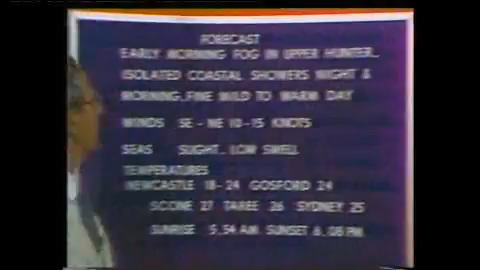 FORECAST
EARLY MORNING FOG IN UPPER HUNTER..
ISOLATED COASTAL SHOWERS NIGHT &
MORNING.FINE MILD TO WARM DAY
WINDS SE - NE 10-15 KNOTS
SEAS SLIGHT. LOW SWELL
TEMPERATURES
NEWCASTLE 18-24 GOSFORD 24
SCONE 27 TAREE 26 SYDNEY 25
SUNRISE 5.54 AM SUNSET 6.08 PM